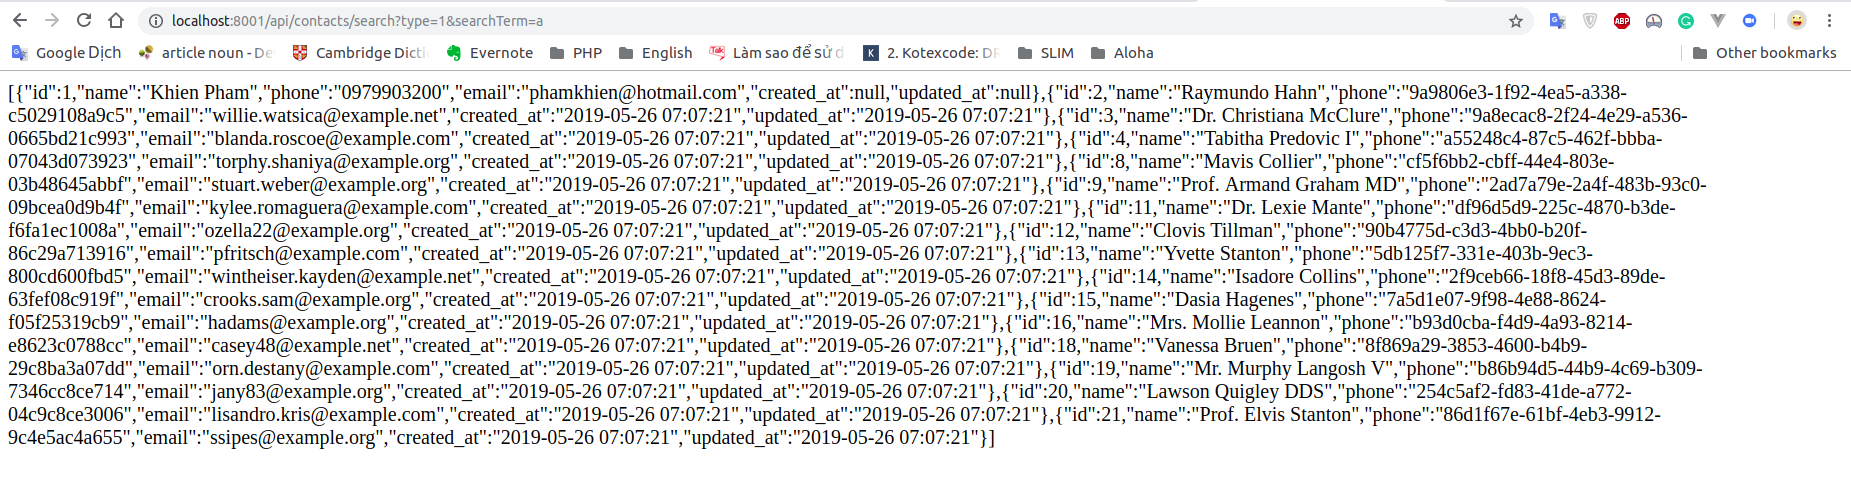 localhost:8001/api/contacts/search?type=1&searchTerm=a
Google Dịch article noun - De Cambridge Dicti Evernote PHP English Làm sao để sử d 2. Kotexcode: DR SLIM Aloha Other bookmarks
[{"id":1,"name":"Khien Pham","phone":"0979903200","email":"phamkhien@hotmail.com","created_at":null,"updated_at":null},{"id":2,"name":"Raymundo Hahn","phone":"9a9806e3-1f92-4ea5-a338-
c5029108a9c5","email":"willie.watsica@example.net","created_at":"2019-05-26 07:07:21","updated_at":"2019-05-26 07:07:21"},{"id":3,"name":"Dr. Christiana McClure","phone":"9a8ecac8-2f24-4e29-a536-
0665bd21c993","email":"blanda.roscoe@example.com","created_at":"2019-05-26 07:07:21","updated_at":"2019-05-26 07:07:21"},{"id":4,"name":"Tabitha Predovic I","phone":"a55248c4-87c5-462f-bbba-
07043d073923","email":"torphy.shaniya@example.org","created_at":"2019-05-26 07:07:21","updated_at":"2019-05-26 07:07:21"},{"id":8,"name":"Mavis Collier","phone":"cf5f6bb2-cbff-44e4-803e-
03b48645abbf","email":"stuart.weber@example.org","created_at":"2019-05-26 07:07:21","updated_at":"2019-05-26 07:07:21"},{"id":9,"name":"Prof. Armand Graham MD","phone":"2ad7a79e-2a4f-483b-93c0-
09bcea0d9b4f","email":"kylee.romaguera@example.com","created_at":"2019-05-26 07:07:21","updated_at":"2019-05-26 07:07:21"},{"id":11,"name":"Dr. Lexie Mante","phone":"df96d5d9-225c-4870-b3de-
f6fa1ec1008a","email":"ozella22@example.org","created_at":"2019-05-26 07:07:21","updated_at":"2019-05-26 07:07:21"},{"id":12,"name":"Clovis Tillman","phone":"90b4775d-c3d3-4bb0-b20f-
86c29a713916","email":"pfritsch@example.com","created_at":"2019-05-26 07:07:21","updated_at":"2019-05-26 07:07:21"},{"id":13,"name":"Yvette Stanton","phone":"5db125f7-331e-403b-9ec3-
800cd600fbd5","email":"wintheiser.kayden@example.net","created_at":"2019-05-26 07:07:21","updated_at":"2019-05-26 07:07:21"},{"id":14,"name":"Isadore Collins","phone":"2f9ceb66-18f8-45d3-89de-
63fef08c919f","email":"crooks.sam@example.org","created_at":"2019-05-26 07:07:21","updated_at":"2019-05-26 07:07:21"},{"id":15,"name":"Dasia Hagenes","phone":"7a5d1e07-9f98-4e88-8624-
f05f25319cb9","email":"hadams@example.org","created_at":"2019-05-26 07:07:21","updated_at":"2019-05-26 07:07:21"},{"id":16,"name":"Mrs. Mollie Leannon","phone":"b93d0cba-f4d9-4a93-8214-
e8623c0788cc","email":"casey48@example.net","created_at":"2019-05-26 07:07:21","updated_at":"2019-05-26 07:07:21"},{"id":18,"name":"Vanessa Bruen","phone":"8f869a29-3853-4600-b4b9-
29c8ba3a07dd","email":"orn.destany@example.com","created_at":"2019-05-26 07:07:21","updated_at":"2019-05-26 07:07:21"},{"id":19,"name":"Mr. Murphy Langosh V","phone":"b86b94d5-44b9-4c69-b309-
7346cc8ce714","email":"jany83@example.org","created_at":"2019-05-26 07:07:21","updated_at":"2019-05-26 07:07:21"},{"id":20,"name":"Lawson Quigley DDS","phone":"254c5af2-fd83-41de-a772-
04c9c8ce3006","email":"lisandro.kris@example.com","created_at":"2019-05-26 07:07:21","updated_at":"2019-05-26 07:07:21"},{"id":21,"name":"Prof. Elvis Stanton","phone":"86d1f67e-61bf-4eb3-9912-
9c4e5ac4a655","email":"ssipes@example.org","created_at":"2019-05-26 07:07:21","updated_at":"2019-05-26 07:07:21"}]